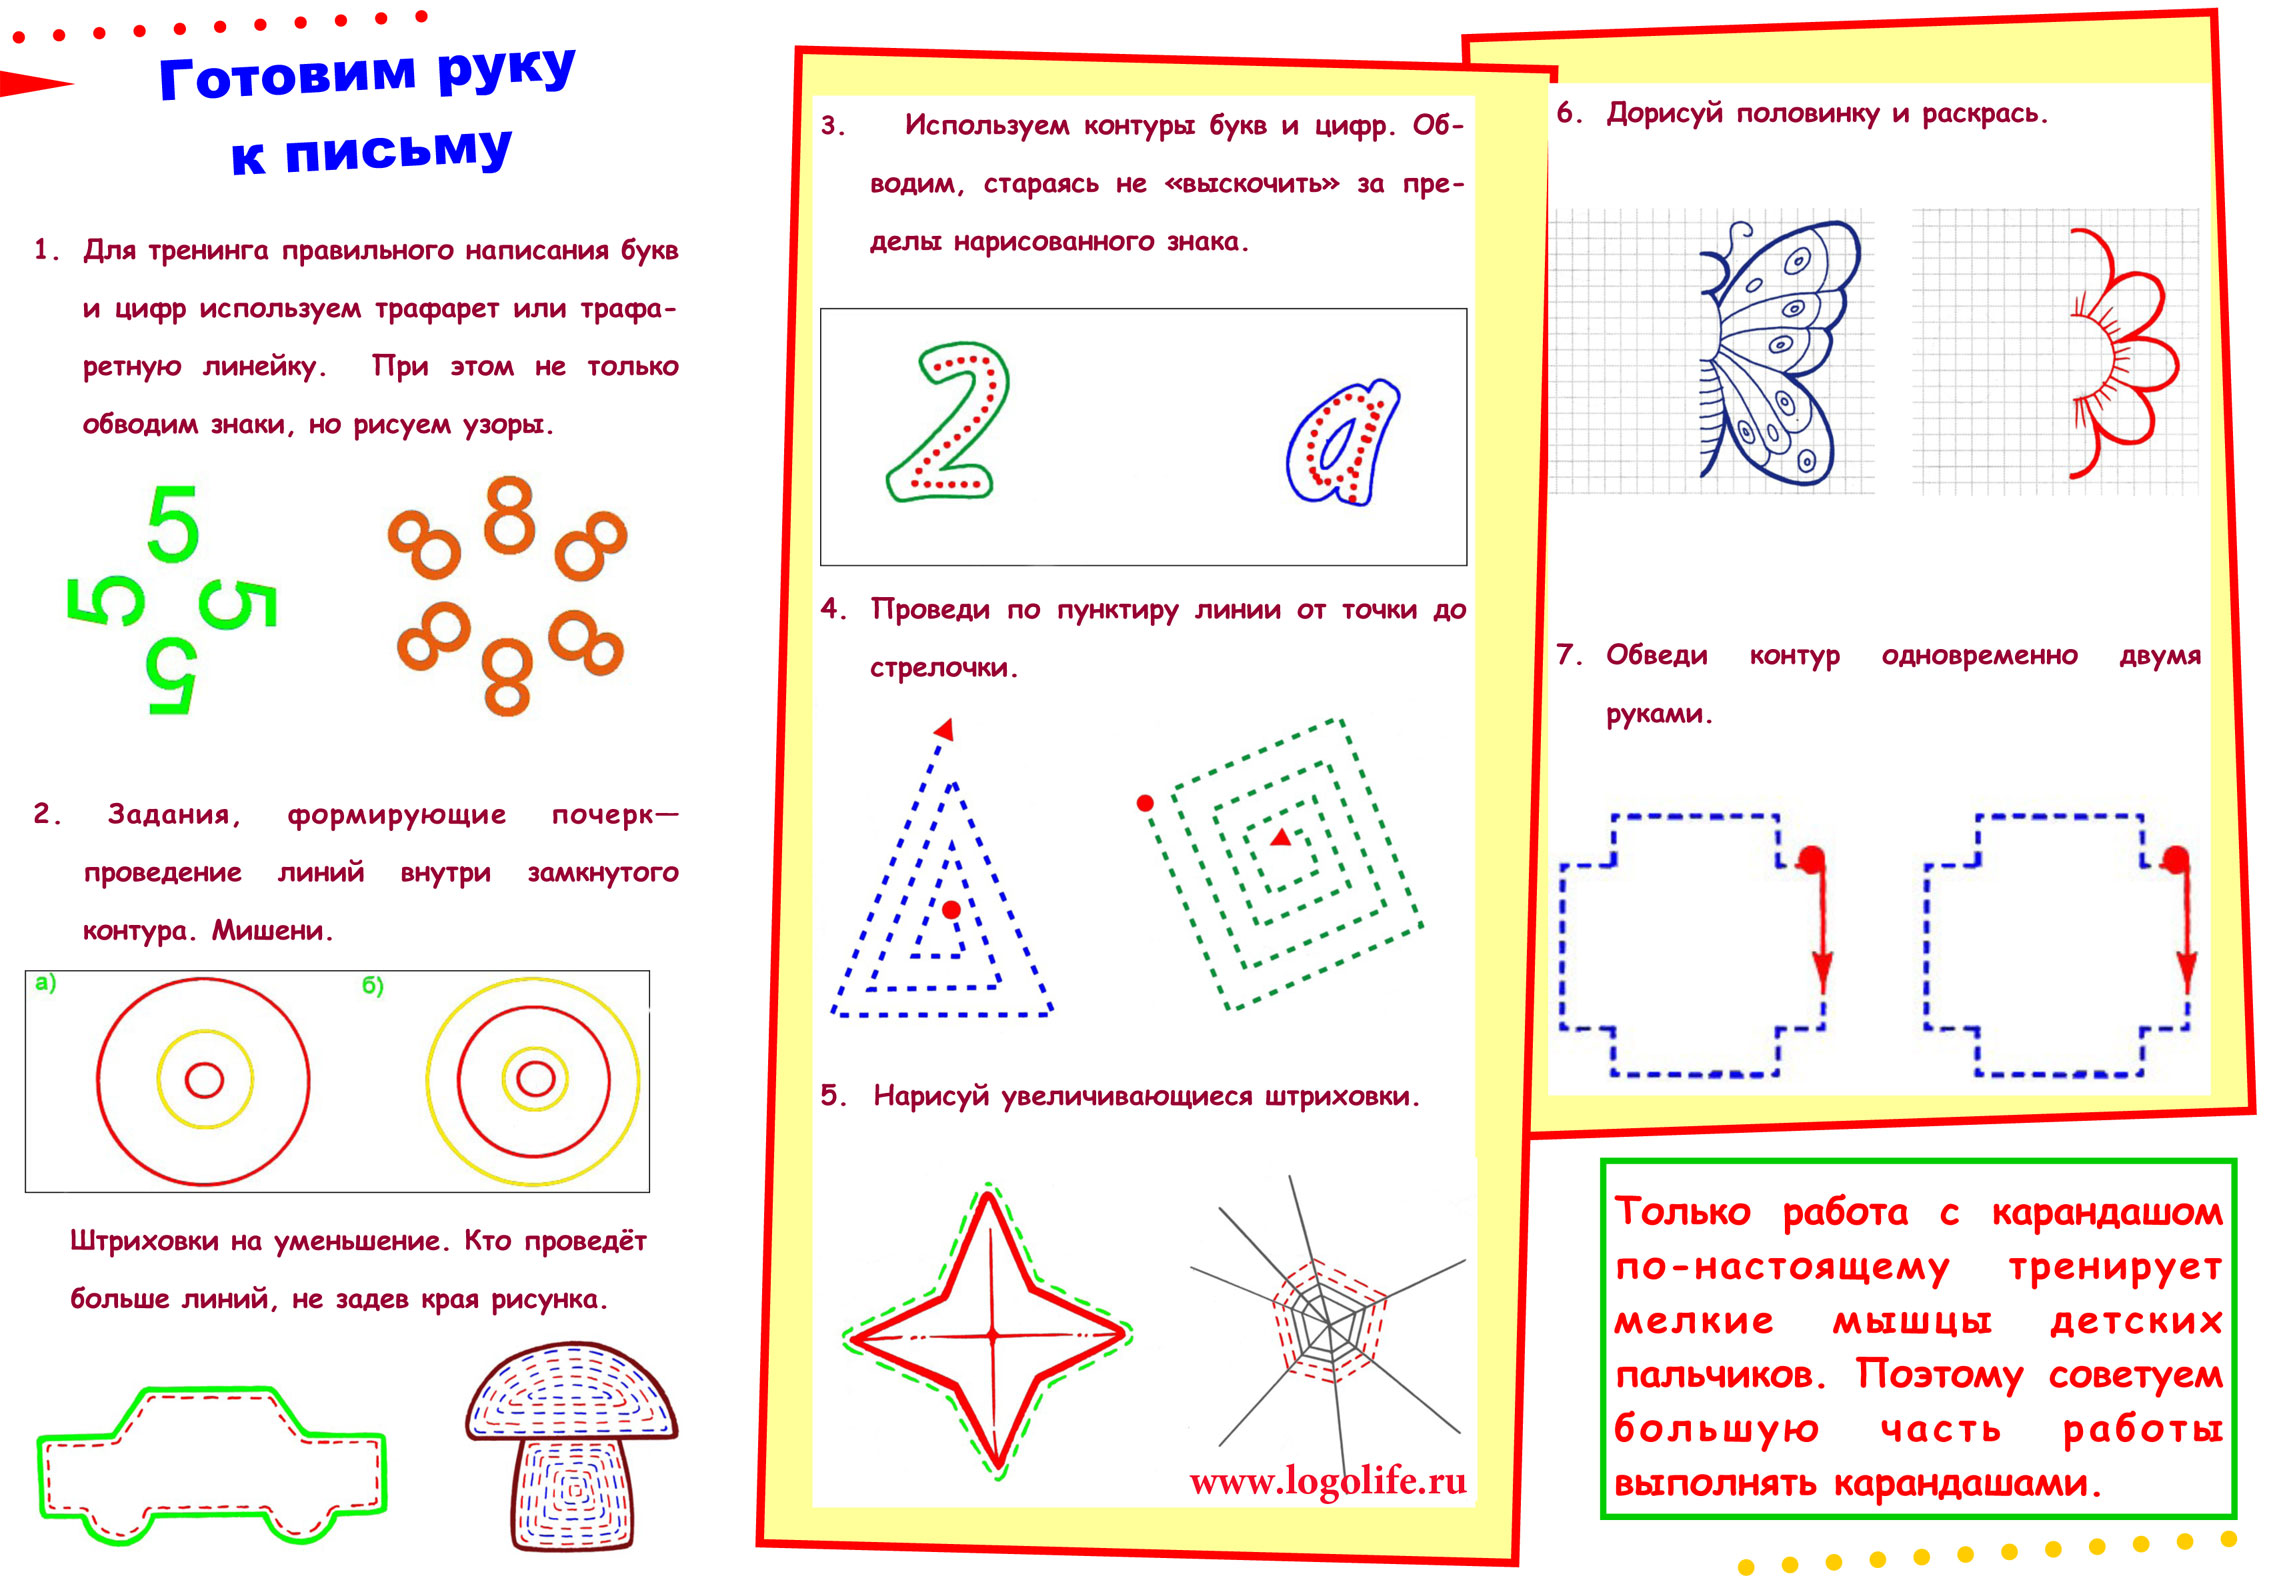 Готовим руку
к письму
1. Для тренинга правильного написания букв
и цифр используем трафарет или трафа-
ретную линейку. При этом не только
обводим знаки, но рисуем узоры.
5
5 5
5
8
8 8
8 8
8
2. Задания, формирующие почерк—
проведение линий внутри замкнутого
контура. Мишени.
а) б)
Штриховки на уменьшение. Кто проведёт
больше линий, не задев края рисунка.
3. Используем контуры букв и цифр. Об-
водим, стараясь не «выскочить» за пре-
делы нарисованного знака.
2 а
4. Проведи по пунктиру линии от точки до
стрелочки.
5. Нарисуй увеличивающиеся штриховки.
www.logolife.ru
6. Дорисуй половинку и раскрась.
7. Обведи контур одновременно двумя
руками.
Только работа с карандашом
по-настоящему тренирует
мелкие мышцы детских
пальчиков. Поэтому советуем
большую часть работы
выполнять карандашами.